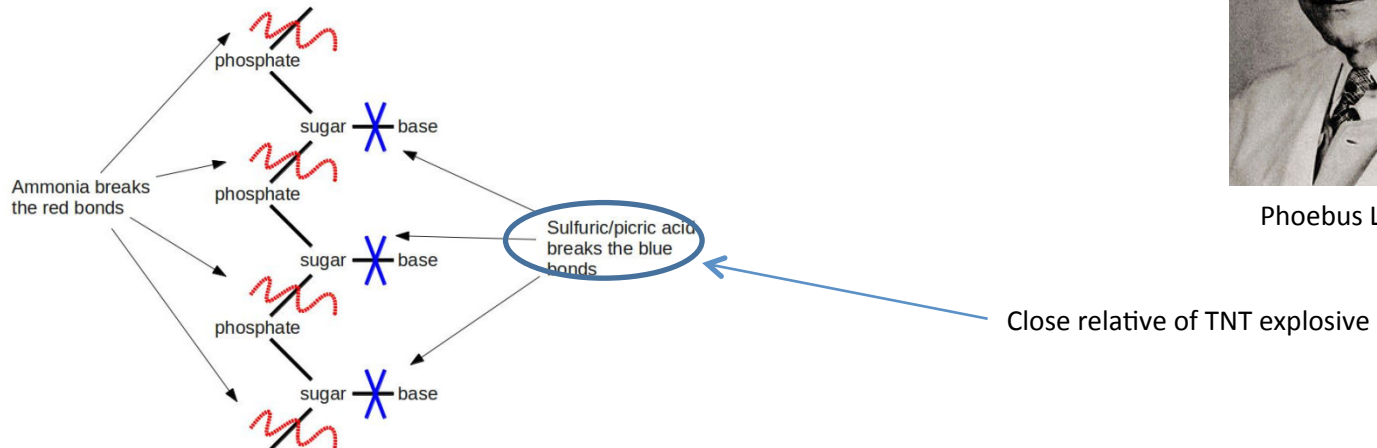 phosphate
sugar
base
phosphate
Ammonia breaks
the red bonds
Sulfuric/picric acid
breaks the blue
bonds
sugar
base
phosphate
sugar
base
Phoebus L
Close relative of TNT explosive